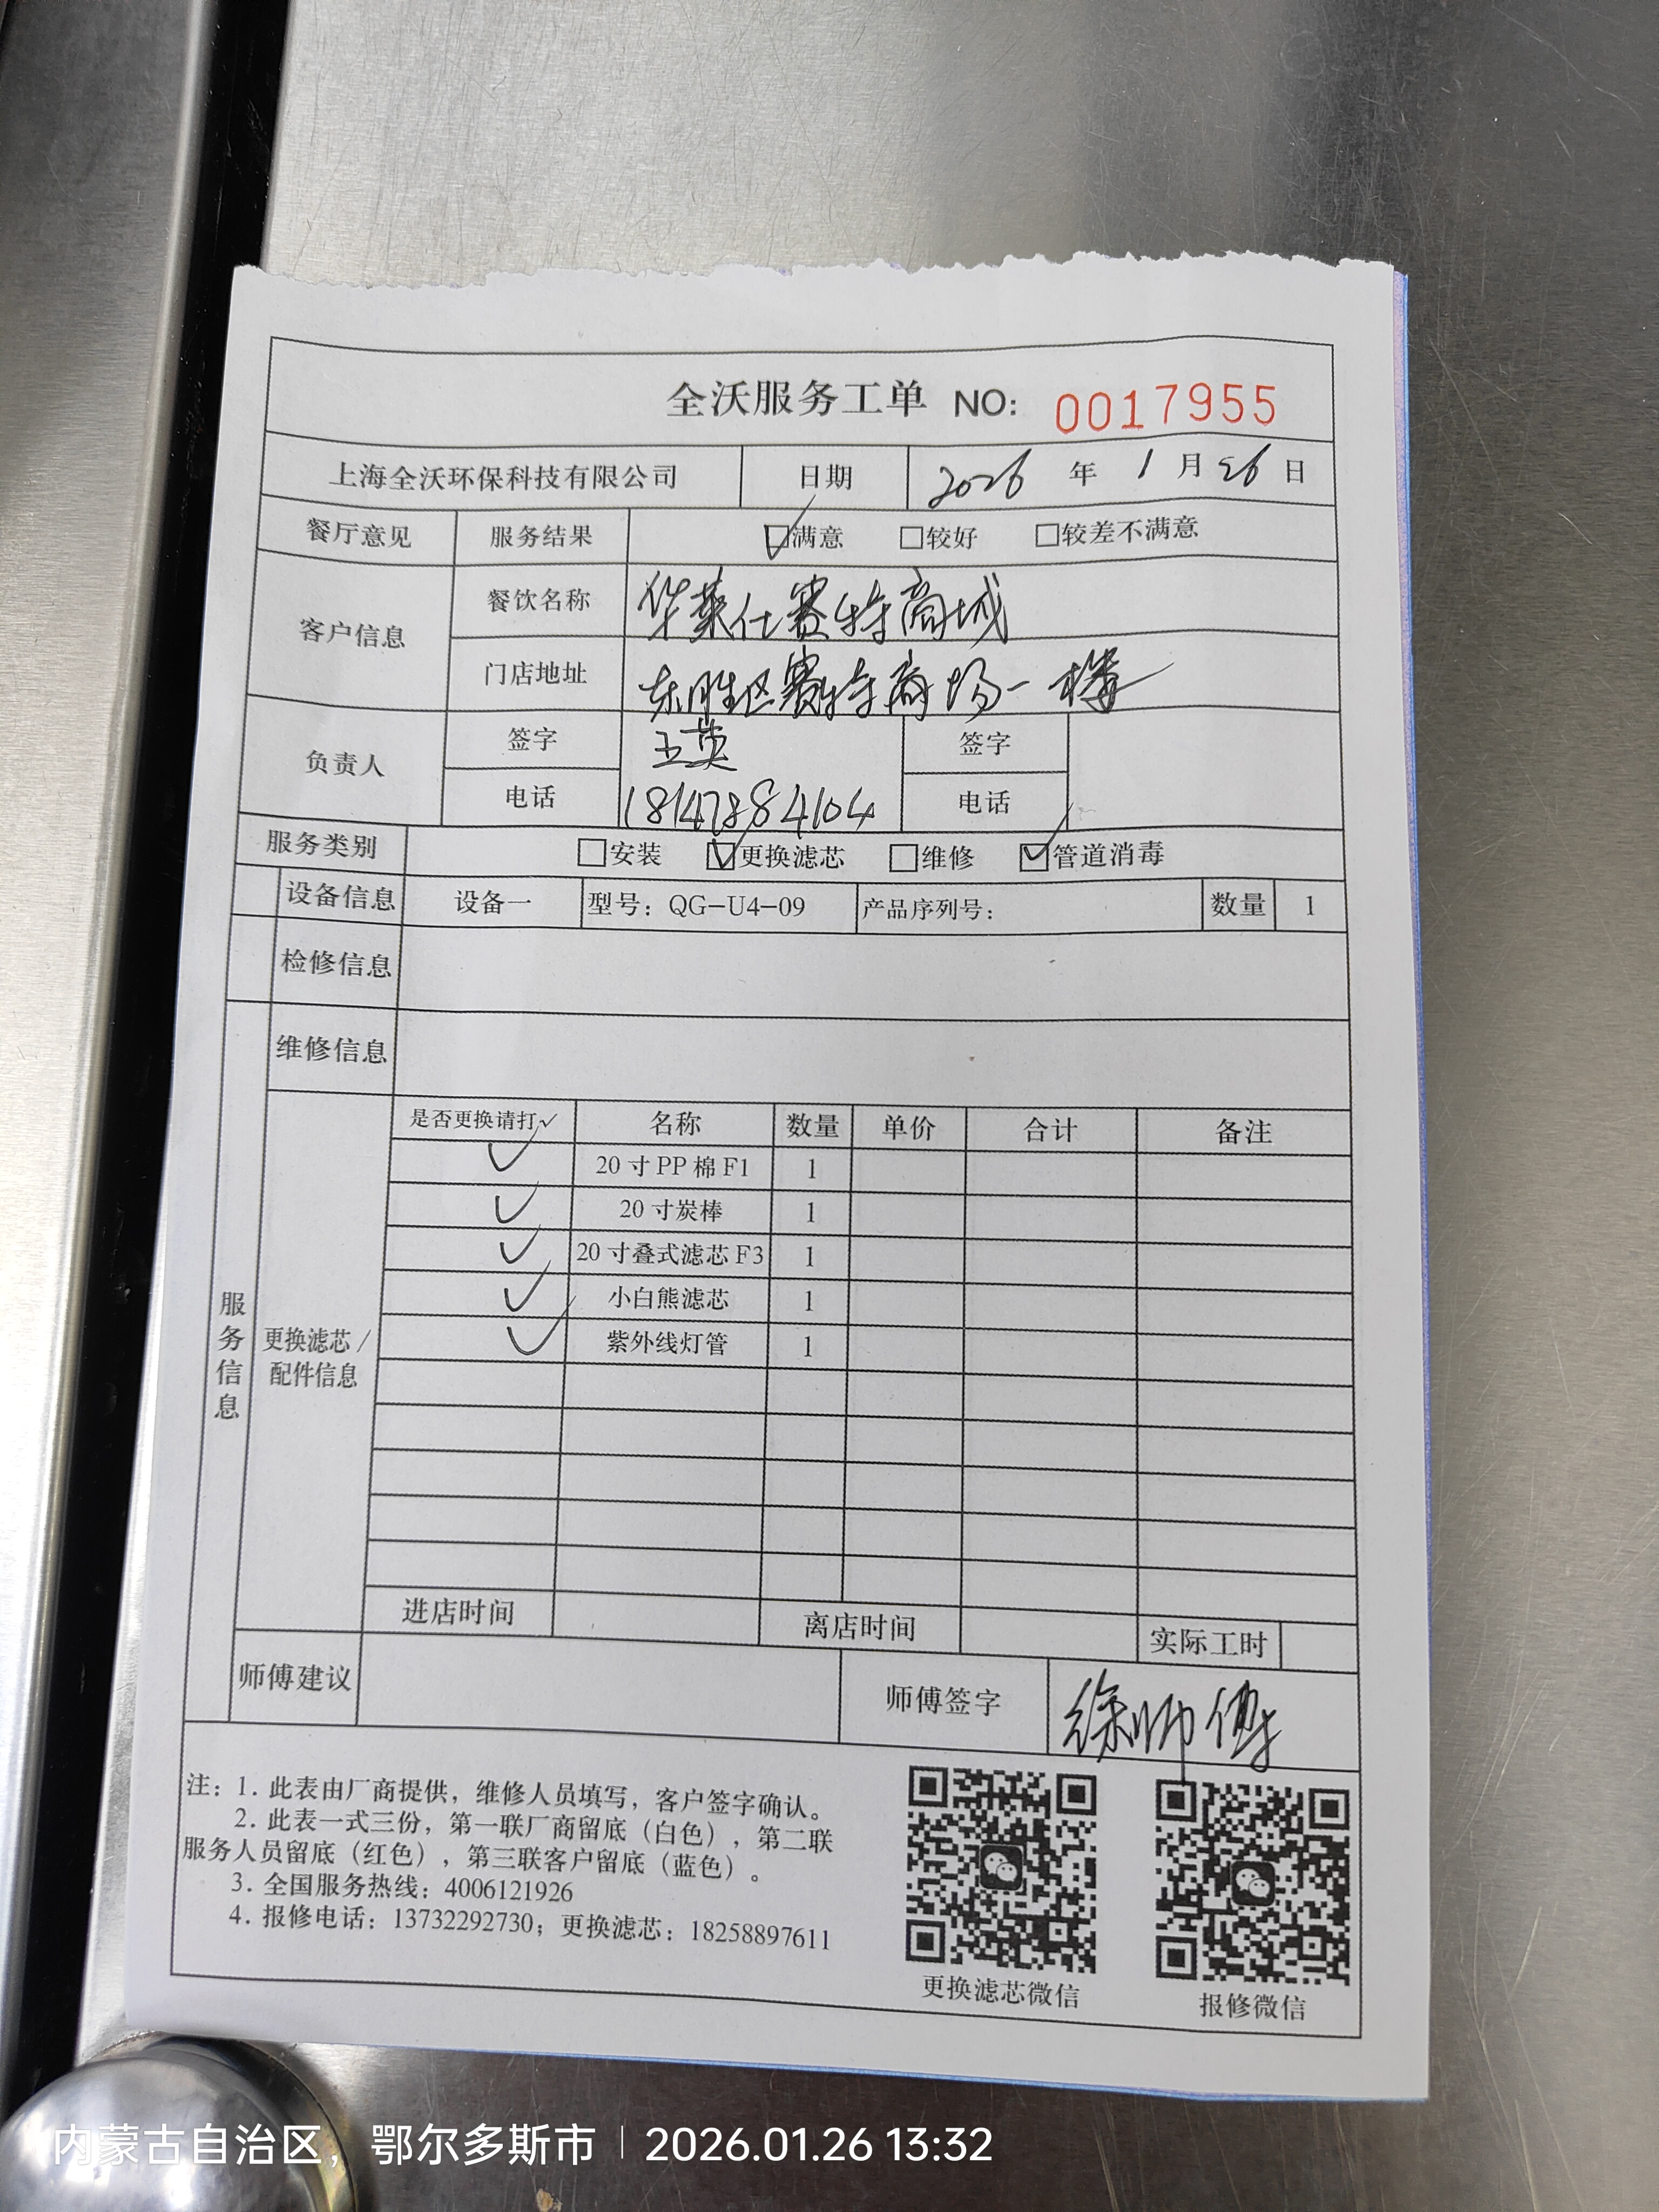 全沃服务工单 NO: 0017955
上海全沃环保科技有限公司 日期 2026 年 1 月 26 日
餐厅意见 服务结果 ☑满意 □较好 □较差不满意
客户信息 餐饮名称 华莱仕赛特商城
门店地址 东胜区赛特商场一楼
负责人 签字 王英 签字
电话 18147884104 电话
服务类别 □安装 ☑更换滤芯 □维修 ☑管道消毒
设备信息 设备一 型号：QG-U4-09 产品序列号： 数量 1
检修信息
维修信息
服务信息
更换滤芯/
配件信息
是否更换请打✓ 名称 数量 单价 合计 备注
✓ 20寸PP棉F1 1
✓ 20寸炭棒 1
✓ 20寸叠式滤芯F3 1
✓ 小白熊滤芯 1
✓ 紫外线灯管 1
进店时间 离店时间 实际工时
师傅建议 师傅签字 徐师傅
注：1. 此表由厂商提供，维修人员填写，客户签字确认。
2. 此表一式三份，第一联厂商留底（白色），第二联
服务人员留底（红色），第三联客户留底（蓝色）。
3. 全国服务热线：4006121926
4. 报修电话：13732292730；更换滤芯：18258897611
更换滤芯微信 报修微信
内蒙古自治区，鄂尔多斯市 | 2026.01.26 13:32